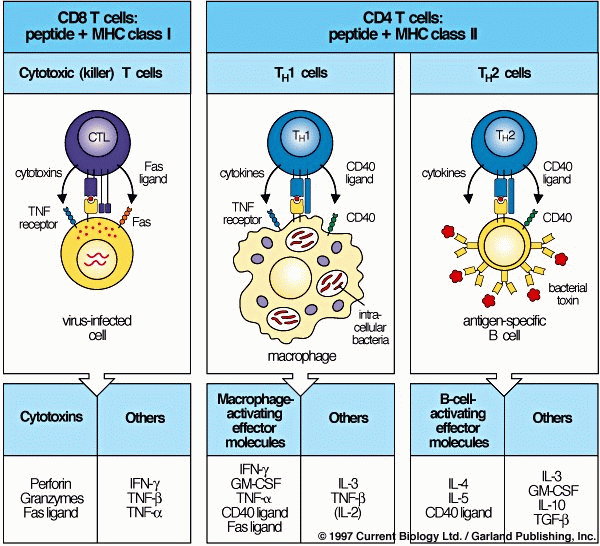 CD8 T cells:
peptide + MHC class I
CD4 T cells:
peptide + MHC class II
Cytotoxic (killer) T cells
TH1 cells
TH2 cells
CTL
cytotoxins
Fas
ligand
TNF
receptor
Fas
virus-infected
cell
TH1
cytokines
CD40
ligand
TNF
receptor
CD40
intra-
cellular
bacteria
macrophage
TH2
cytokines
CD40
ligand
CD40
bacterial
toxin
antigen-specific
B cell
Cytotoxins
Others
Perforin
Granzymes
Fas ligand
IFN-γ
TNF-β
TNF-α
Macrophage-
activating
effector
molecules
Others
IFN-γ
GM-CSF
TNF-α
CD40 ligand
Fas ligand
IL-3
TNF-β
(IL-2)
B-cell-
activating
effector
molecules
Others
IL-4
IL-5
CD40 ligand
IL-3
GM-CSF
IL-10
TGF-β
© 1997 Current Biology Ltd. / Garland Publishing, Inc.